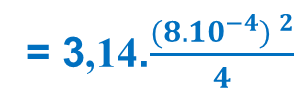 = 3,14. (8.10⁻⁴)² / 4